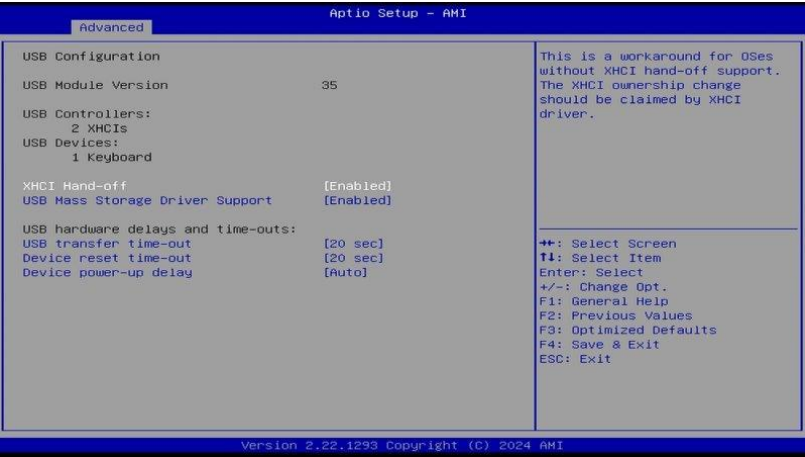 Aptio Setup – AMI
Advanced
USB Configuration
USB Module Version 35
USB Controllers:
2 XHCIs
USB Devices:
1 Keyboard
XHCI Hand-off [Enabled]
USB Mass Storage Driver Support [Enabled]
USB hardware delays and time-outs:
USB transfer time-out [20 sec]
Device reset time-out [20 sec]
Device power-up delay [Auto]
This is a workaround for OSes
without XHCI hand-off support.
The XHCI ownership change
should be claimed by XHCI
driver.
→←: Select Screen
↑↓: Select Item
Enter: Select
+/-: Change Opt.
F1: General Help
F2: Previous Values
F3: Optimized Defaults
F4: Save & Exit
ESC: Exit
Version 2.22.1293 Copyright (C) 2024 AMI